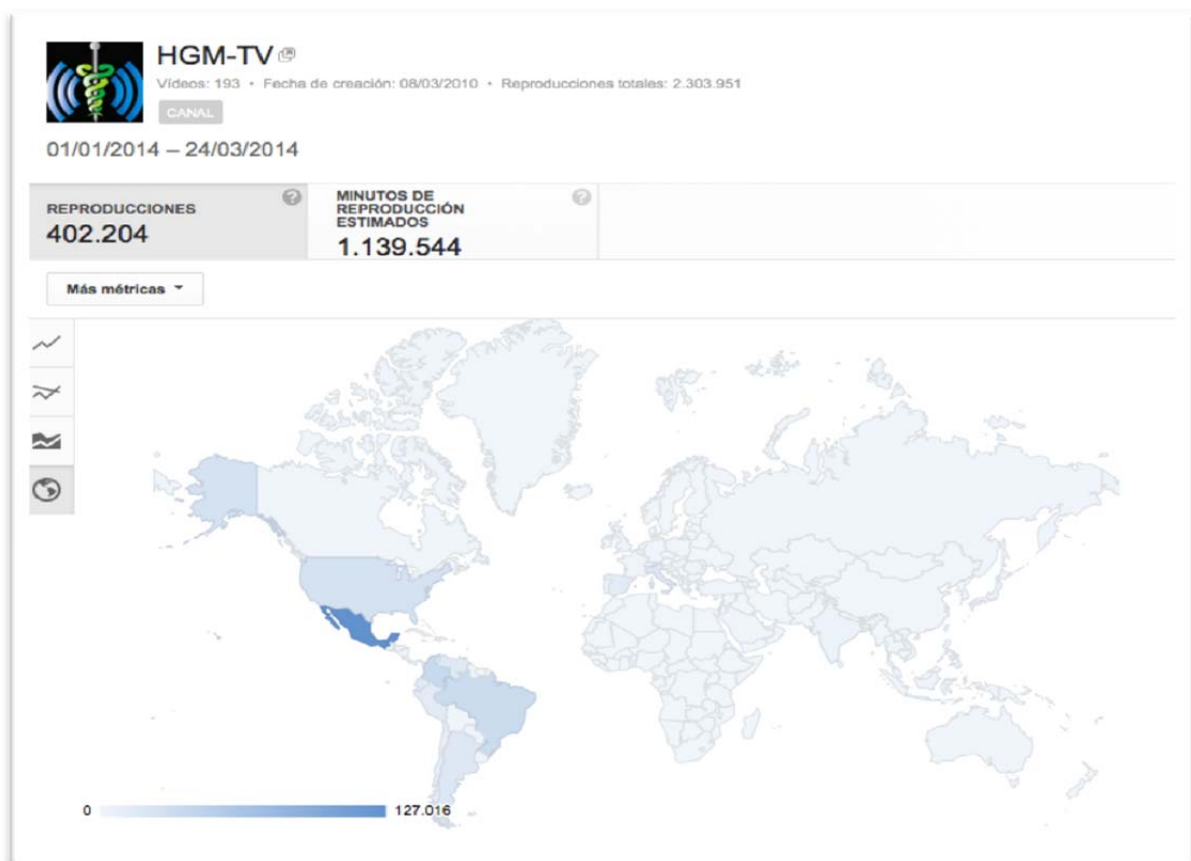 HGM-TV
Vídeos: 193 • Fecha de creación: 08/03/2010 • Reproducciones totales: 2.303.951
CANAL
01/01/2014 – 24/03/2014
REPRODUCCIONES
402.204
MINUTOS DE
REPRODUCCIÓN
ESTIMADOS
1.139.544
Más métricas
0
127.016